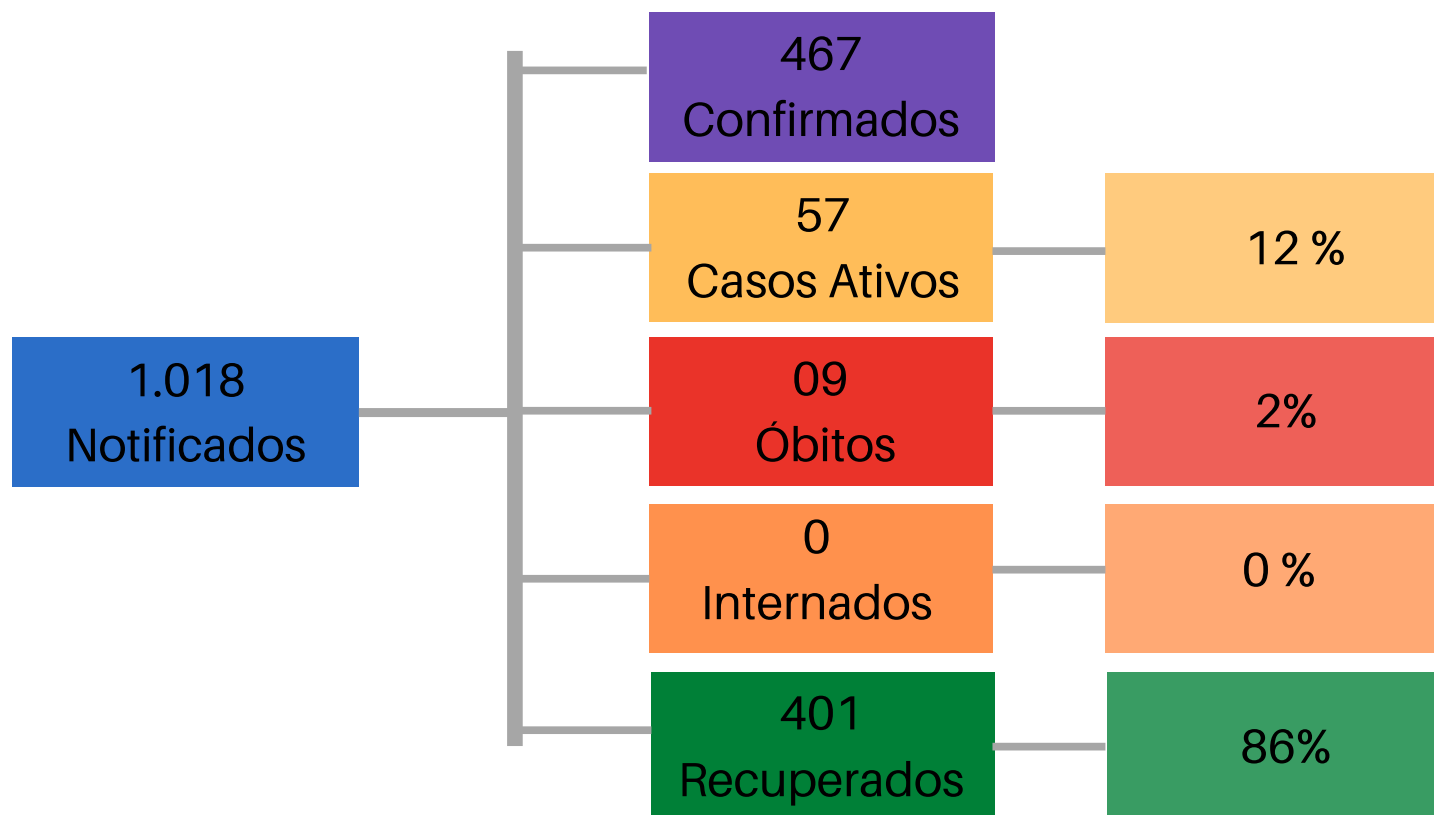 467
Confirmados
57
Casos Ativos
12 %
1.018
Notificados
09
Óbitos
2%
0
Internados
0 %
401
Recuperados
86%